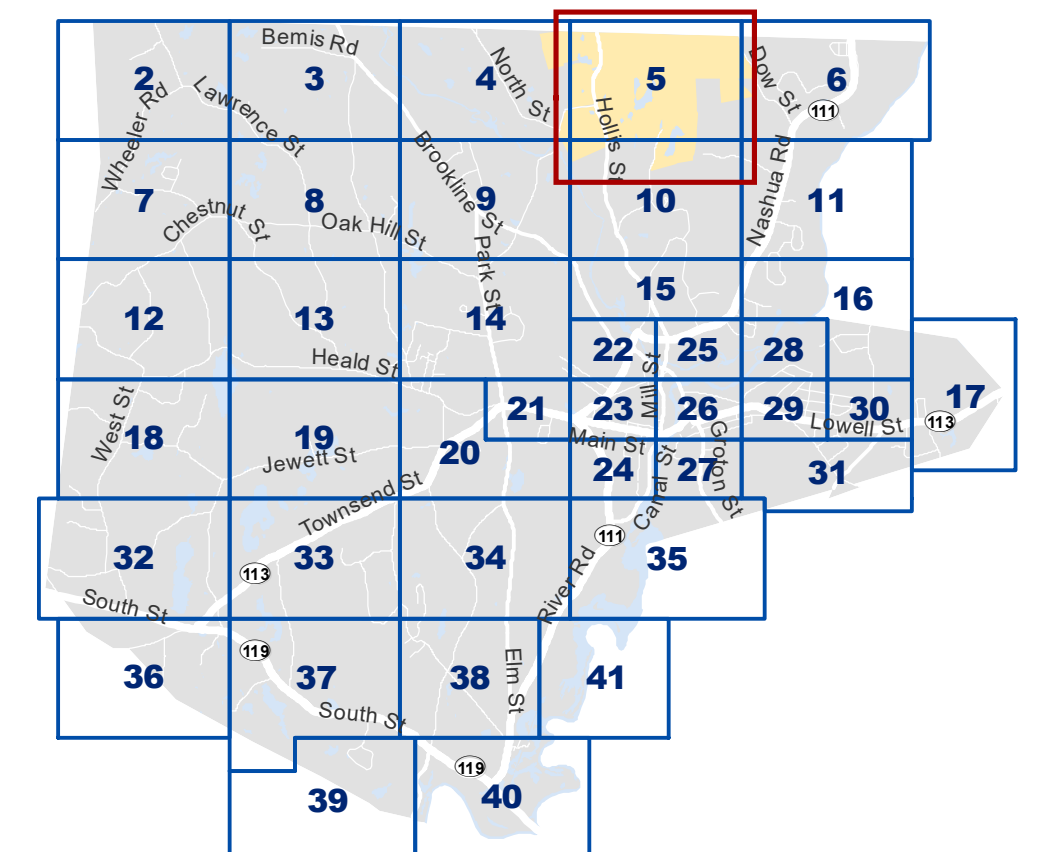 Bemis Rd
2
3
4
5
6
North St
Dow St
111
Wheeler Rd
Lawrence St
Hollis St
Brookline St
Nashua Rd
7
8
9
10
11
Chestnut St
Oak Hill St
Park St
12
13
14
15
16
Heald St
22
25
28
Mill St
17
113
18
19
20
21
23
26
29
30
West St
Jewett St
Main St
Lowell St
24
27
31
Canal St
Groton St
Townsend St
111
32
33
34
35
113
River Rd
South St
119
36
37
38
41
Elm St
South St
119
39
40